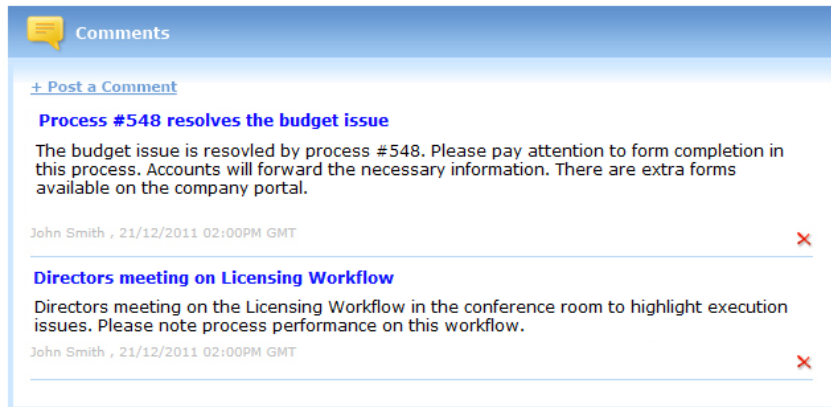 Comments
+ Post a Comment
Process #548 resolves the budget issue
The budget issue is resovled by process #548. Please pay attention to form completion in
this process. Accounts will forward the necessary information. There are extra forms
available on the company portal.
John Smith , 21/12/2011 02:00PM GMT
Directors meeting on Licensing Workflow
Directors meeting on the Licensing Workflow in the conference room to highlight execution
issues. Please note process performance on this workflow.
John Smith , 21/12/2011 02:00PM GMT